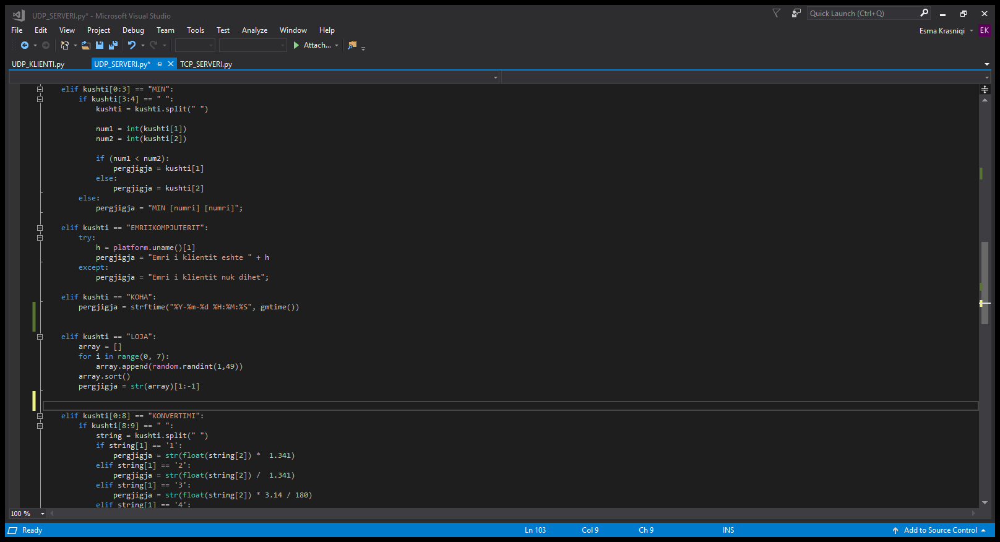 UDP_SERVERI.py* - Microsoft Visual Studio
Quick Launch (Ctrl+Q)
File Edit View Project Debug Team Tools Test Analyze Window Help
Esma Krasniqi EK
Attach...
UDP_KLIENTI.py UDP_SERVERI.py* TCP_SERVERI.py
elif kushti[0:3] == "MIN":
if kushti[3:4] == " ":
kushti = kushti.split(" ")
num1 = int(kushti[1])
num2 = int(kushti[2])
if (num1 < num2):
pergjigja = kushti[1]
else:
pergjigja = kushti[2]
else:
pergjigja = "MIN [numri] [numri]";
elif kushti == "EMRIIKOMPJUTERIT":
try:
h = platform.uname()[1]
pergjigja = "Emri i klientit eshte " + h
except:
pergjigja = "Emri i klientit nuk dihet";
elif kushti == "KOHA":
pergjigja = strftime("%Y-%m-%d %H:%M:%S", gmtime())
elif kushti == "LOJA":
array = []
for i in range(0, 7):
array.append(random.randint(1,49))
array.sort()
pergjigja = str(array)[1:-1]
elif kushti[0:8] == "KONVERTIMI":
if kushti[8:9] == " ":
string = kushti.split(" ")
if string[1] == '1':
pergjigja = str(float(string[2]) *  1.341)
elif string[1] == '2':
pergjigja = str(float(string[2]) /  1.341)
elif string[1] == '3':
pergjigja = str(float(string[2]) * 3.14 / 180)
elif string[1] == '4':
100 %
Ready Ln 103 Col 9 Ch 9 INS Add to Source Control